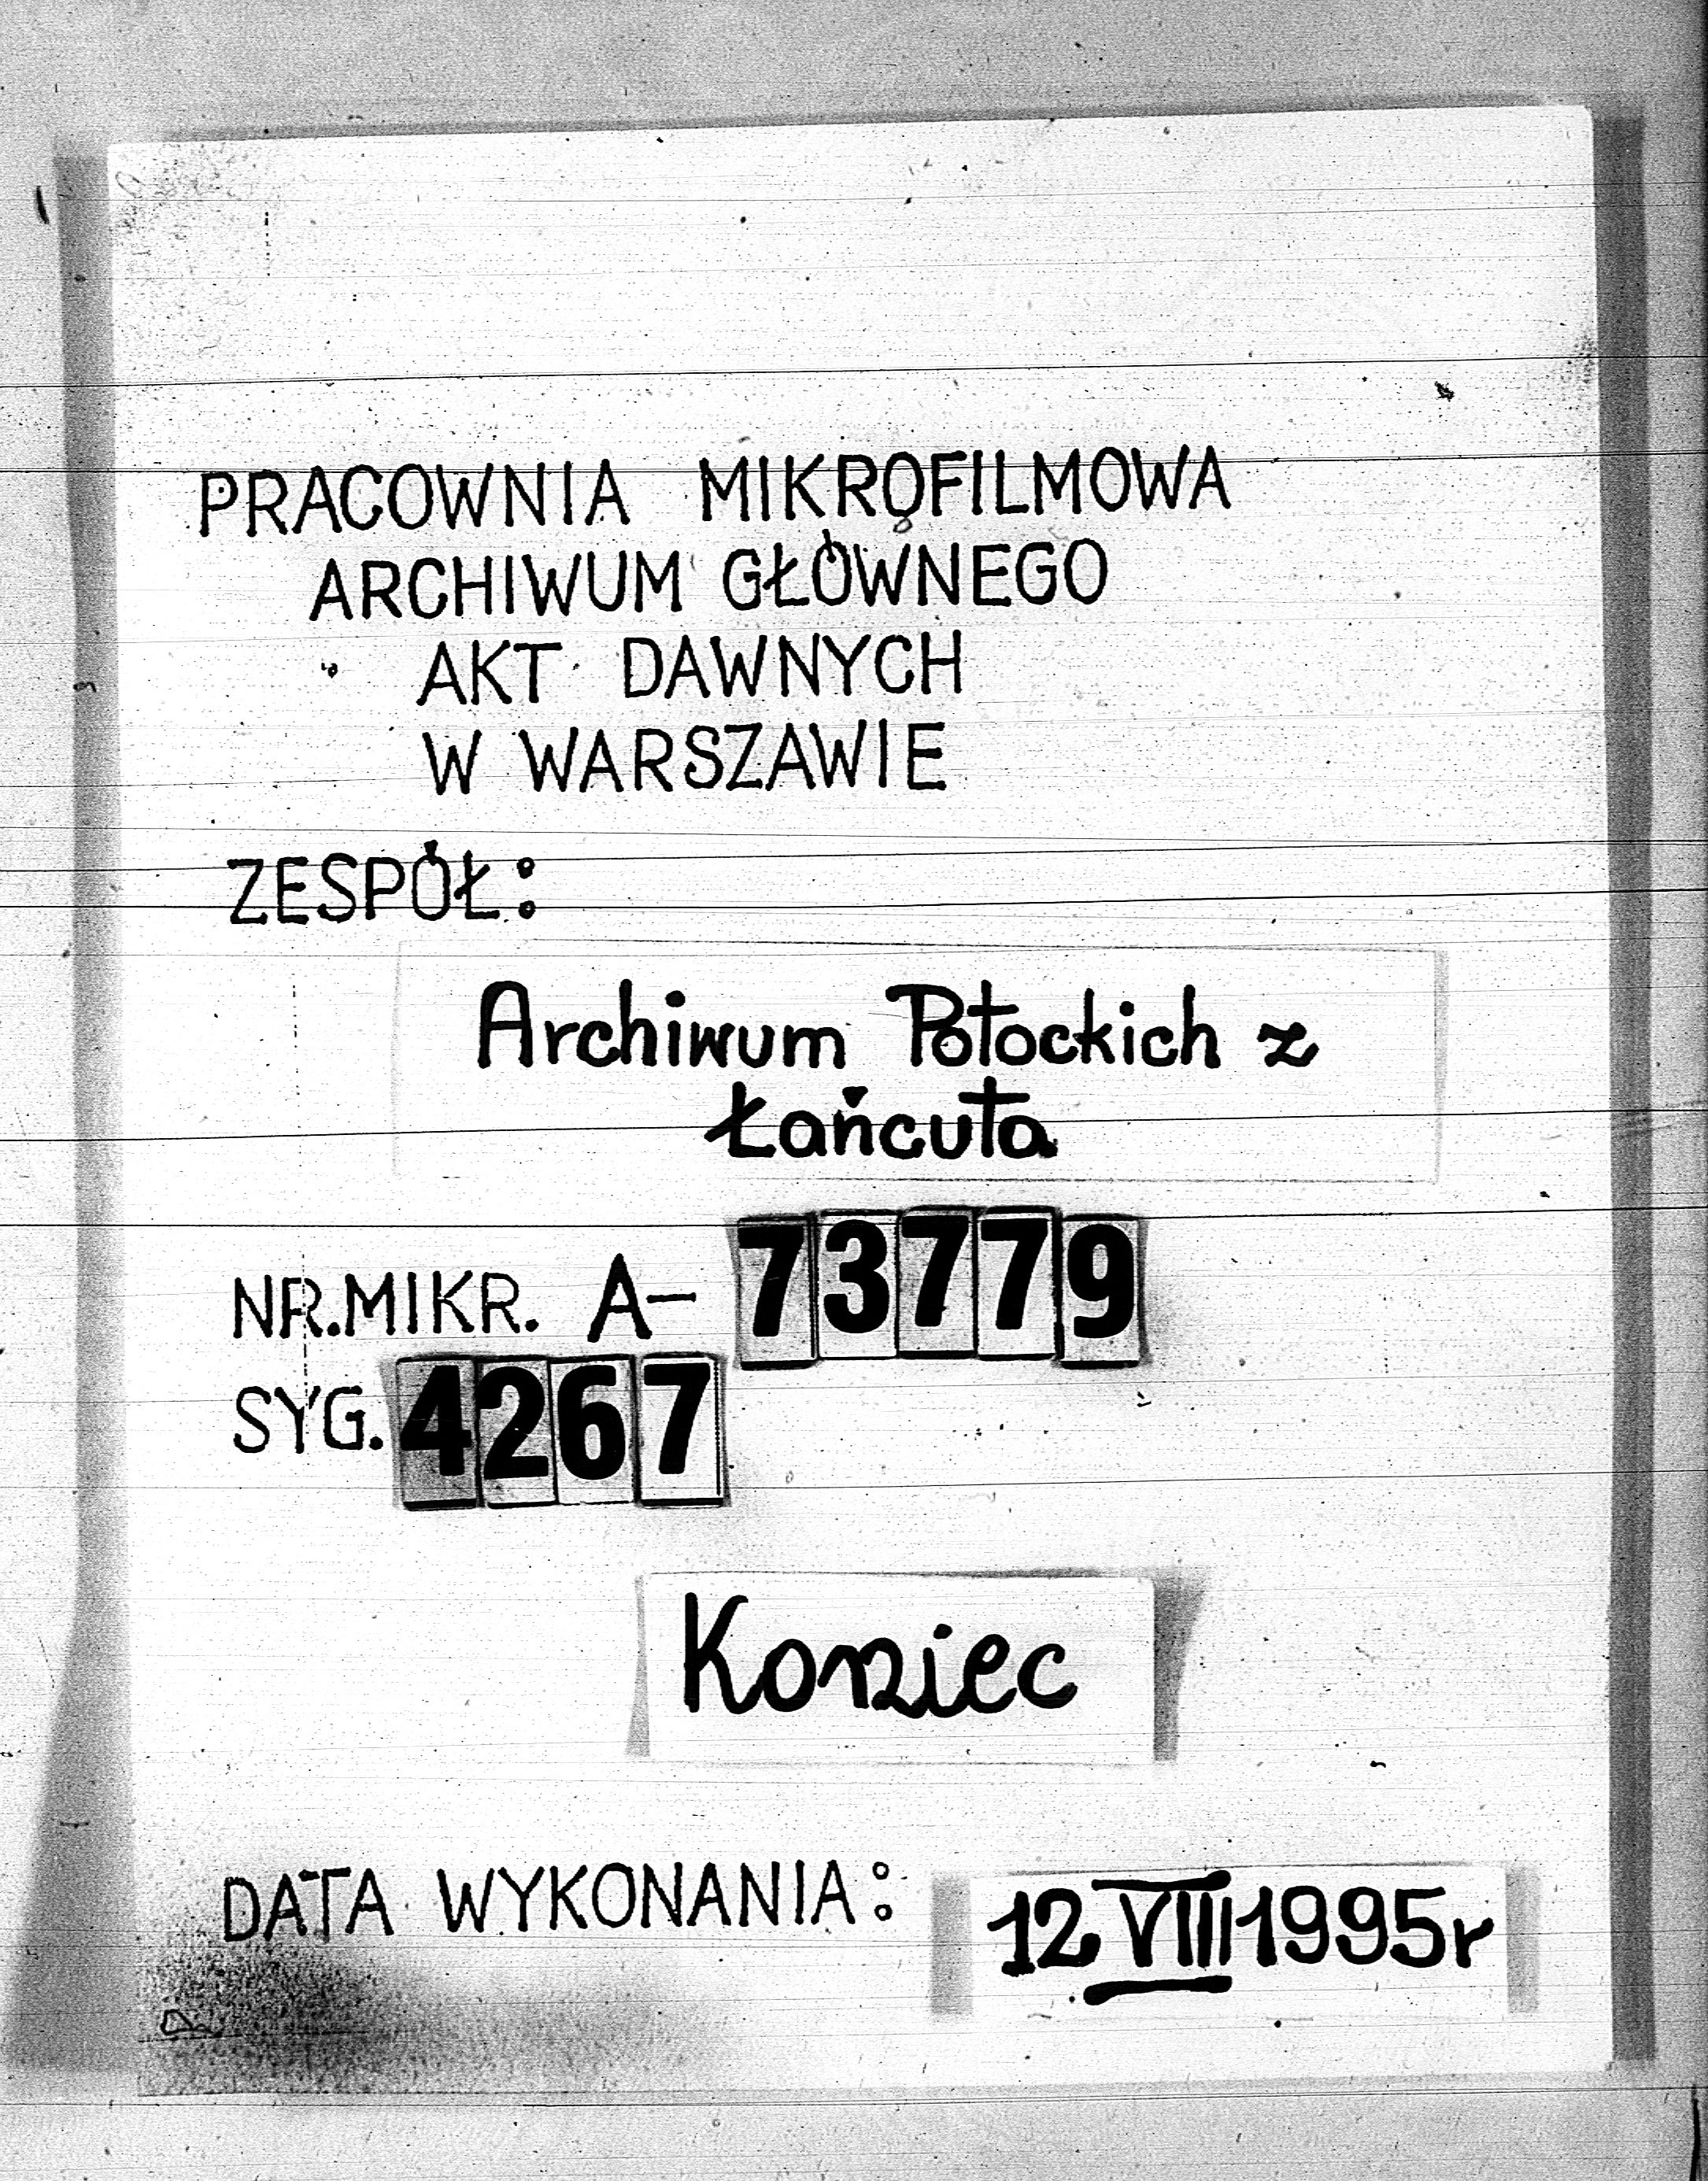 PRACOWNIA MIKROFILMOWA
ARCHIWUM GŁÓWNEGO
AKT DAWNYCH
W WARSZAWIE
ZESPÓŁ:
Archiwum Potockich z
Łańcuta
NR.MIKR. A- 73779
SYG. 4267
Koniec
DATA WYKONANIA: 12 VIII 1995r